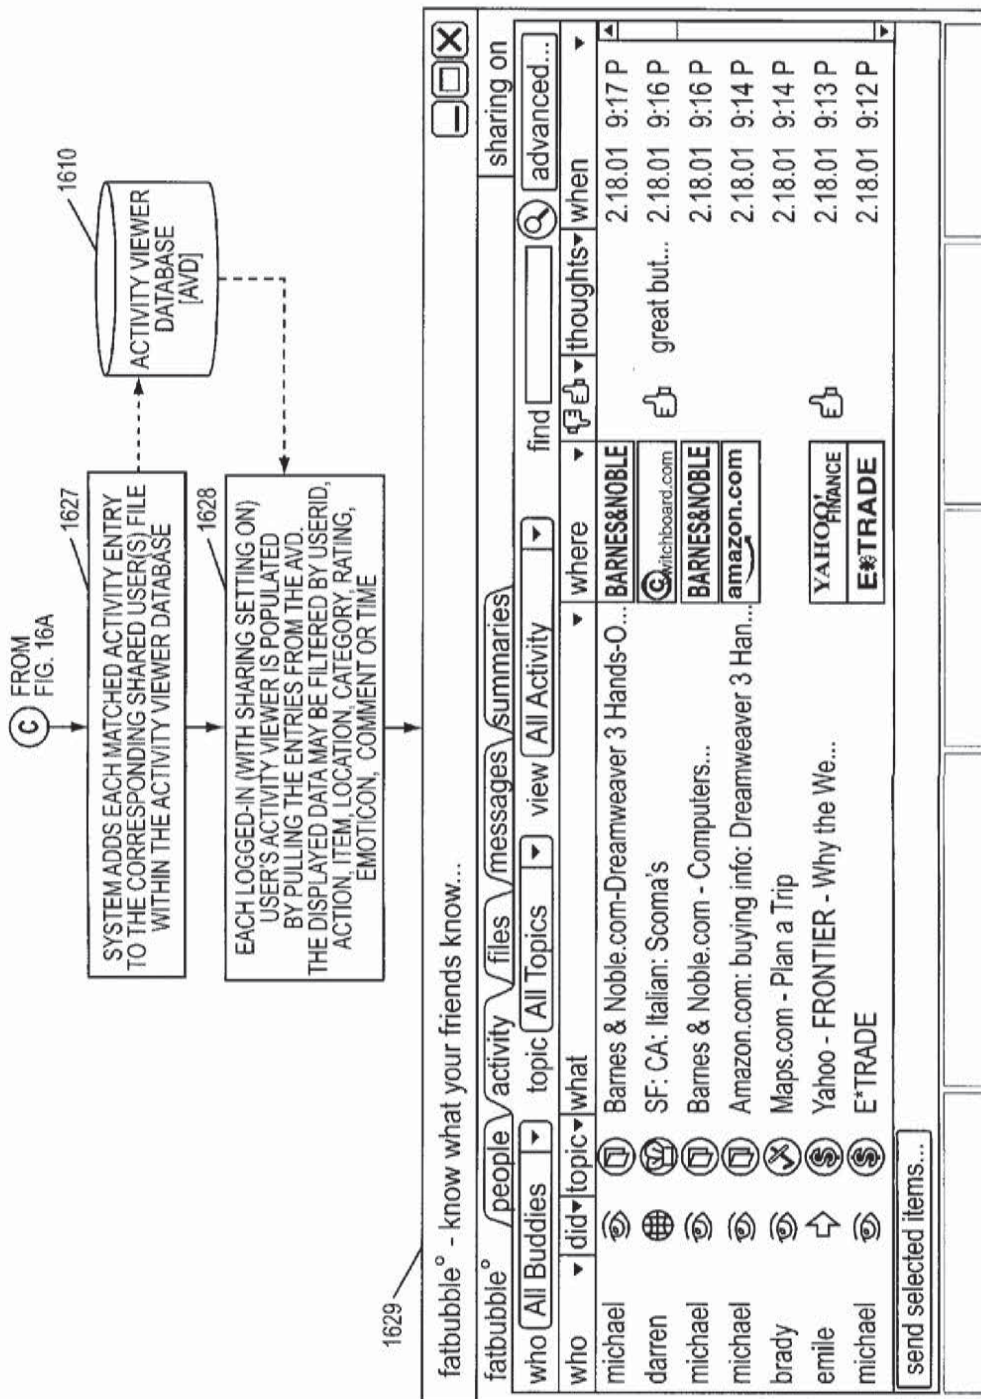 C FROM
FIG. 16A
1627
SYSTEM ADDS EACH MATCHED ACTIVITY ENTRY
TO THE CORRESPONDING SHARED USER(S) FILE
WITHIN THE ACTIVITY VIEWER DATABASE
1610
ACTIVITY VIEWER
DATABASE
[AVD]
1628
EACH LOGGED-IN (WITH SHARING SETTING ON)
USER'S ACTIVITY VIEWER IS POPULATED
BY PULLING THE ENTRIES FROM THE AVD.
THE DISPLAYED DATA MAY BE FILTERED BY USERID,
ACTION, ITEM, LOCATION, CATEGORY, RATING,
EMOTICON, COMMENT OR TIME
1629
fatbubble° - know what your friends know...
fatbubble° people activity files messages summaries sharing on
who All Buddies topic All Topics view All Activity find advanced...
who did topic what where thoughts when
michael Barnes & Noble.com-Dreamweaver 3 Hands-O... BARNES&NOBLE 2.18.01 9:17 P
darren SF: CA: Italian: Scoma's Switchboard.com great but... 2.18.01 9:16 P
michael Barnes & Noble.com - Computers... BARNES&NOBLE 2.18.01 9:16 P
michael Amazon.com: buying info: Dreamweaver 3 Han... amazon.com 2.18.01 9:14 P
brady Maps.com - Plan a Trip 2.18.01 9:14 P
emile Yahoo - FRONTIER - Why the We... YAHOO! FINANCE 2.18.01 9:13 P
michael E*TRADE E*TRADE 2.18.01 9:12 P
send selected items...